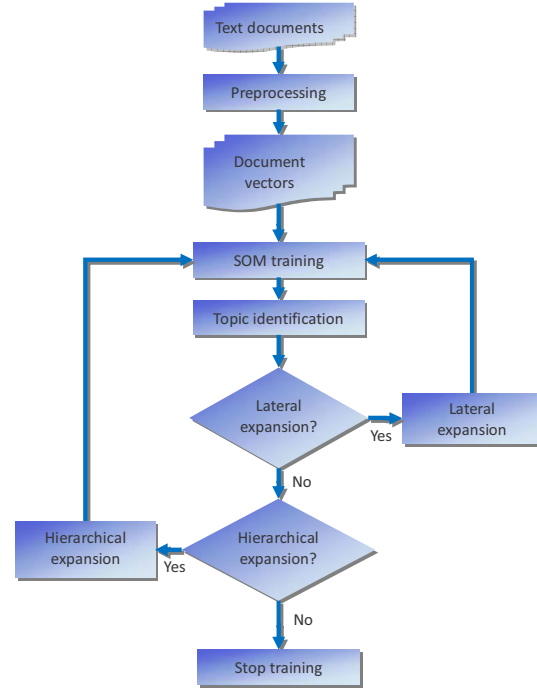 Text documents
Preprocessing
Document
vectors
SOM training
Topic identification
Lateral
expansion?
Yes
Lateral
expansion
No
Hierarchical
expansion?
Yes
Hierarchical
expansion
No
Stop training